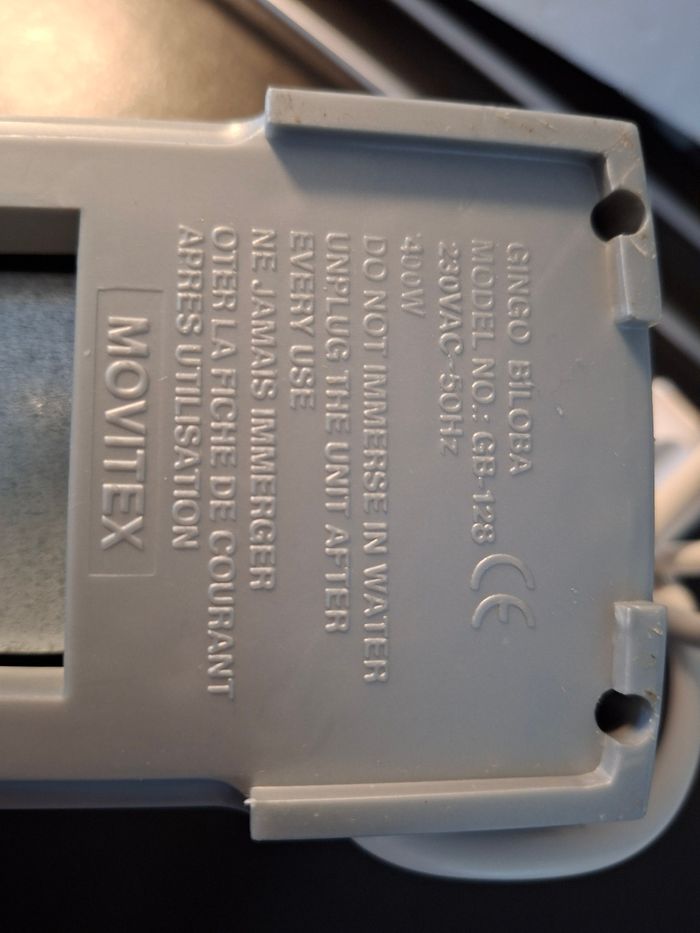 GINGO BILOBA
MODEL NO.: GB-128
230VAC~50Hz
400W
CE
DO NOT IMMERSE IN WATER
UNPLUG THE UNIT AFTER
EVERY USE
NE JAMAIS IMMERGER
OTER LA FICHE DE COURANT
APRES UTILISATION
MOVITEX